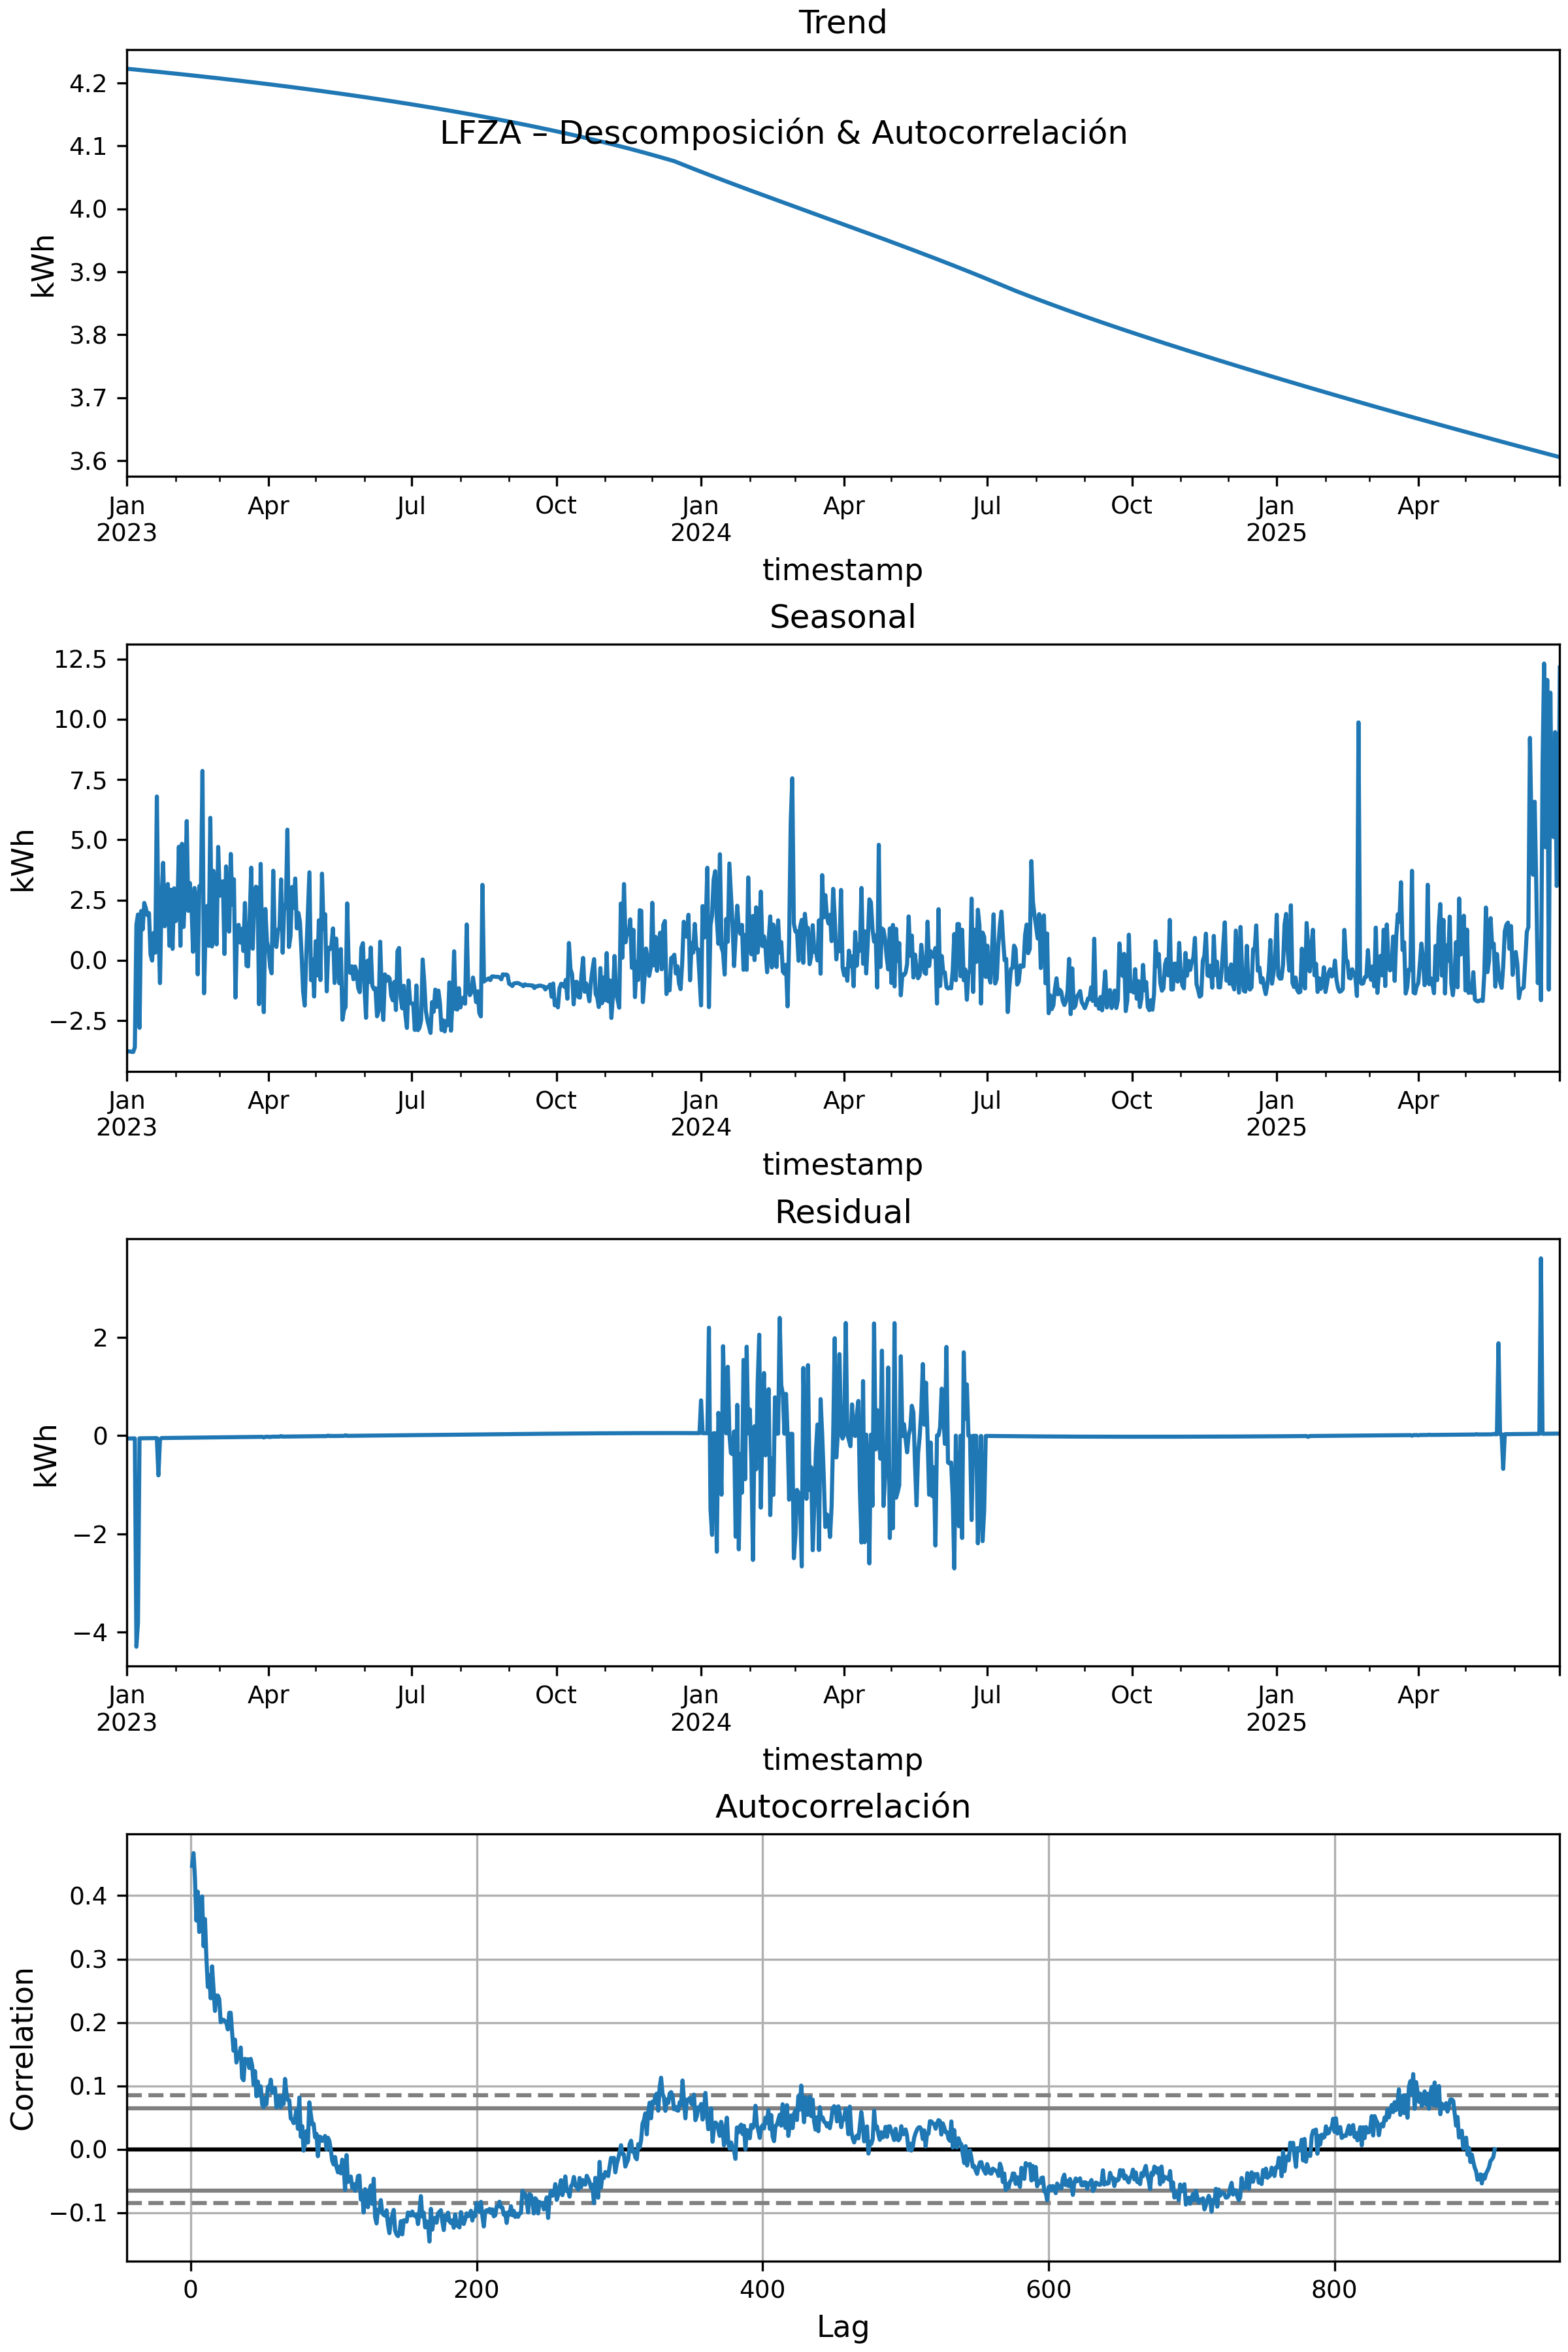 Trend
LFZA – Descomposición & Autocorrelación
kWh
4.2
4.1
4.0
3.9
3.8
3.7
3.6
Jan Apr Jul Oct Jan Apr Jul Oct Jan Apr
2023 2024 2025
timestamp
Seasonal
kWh
12.5
10.0
7.5
5.0
2.5
0.0
−2.5
Jan Apr Jul Oct Jan Apr Jul Oct Jan Apr
2023 2024 2025
timestamp
Residual
kWh
2
0
−2
−4
Jan Apr Jul Oct Jan Apr Jul Oct Jan Apr
2023 2024 2025
timestamp
Autocorrelación
Correlation
0.4
0.3
0.2
0.1
0.0
−0.1
0 200 400 600 800
Lag